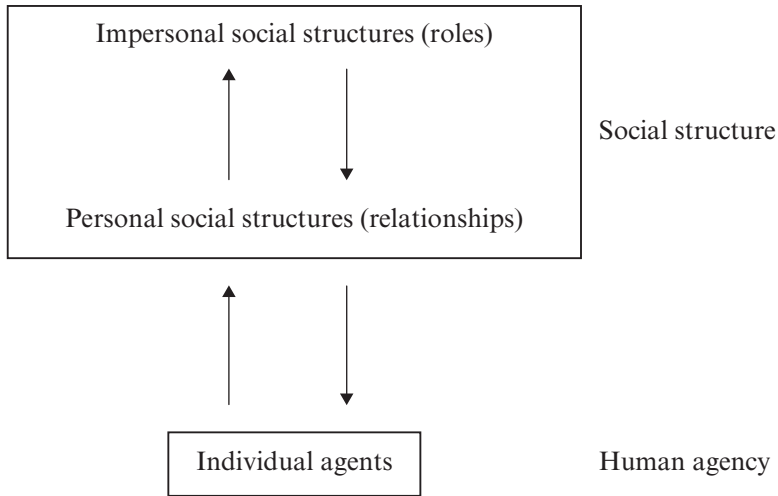 Impersonal social structures (roles)
Social structure
Personal social structures (relationships)
Individual agents
Human agency